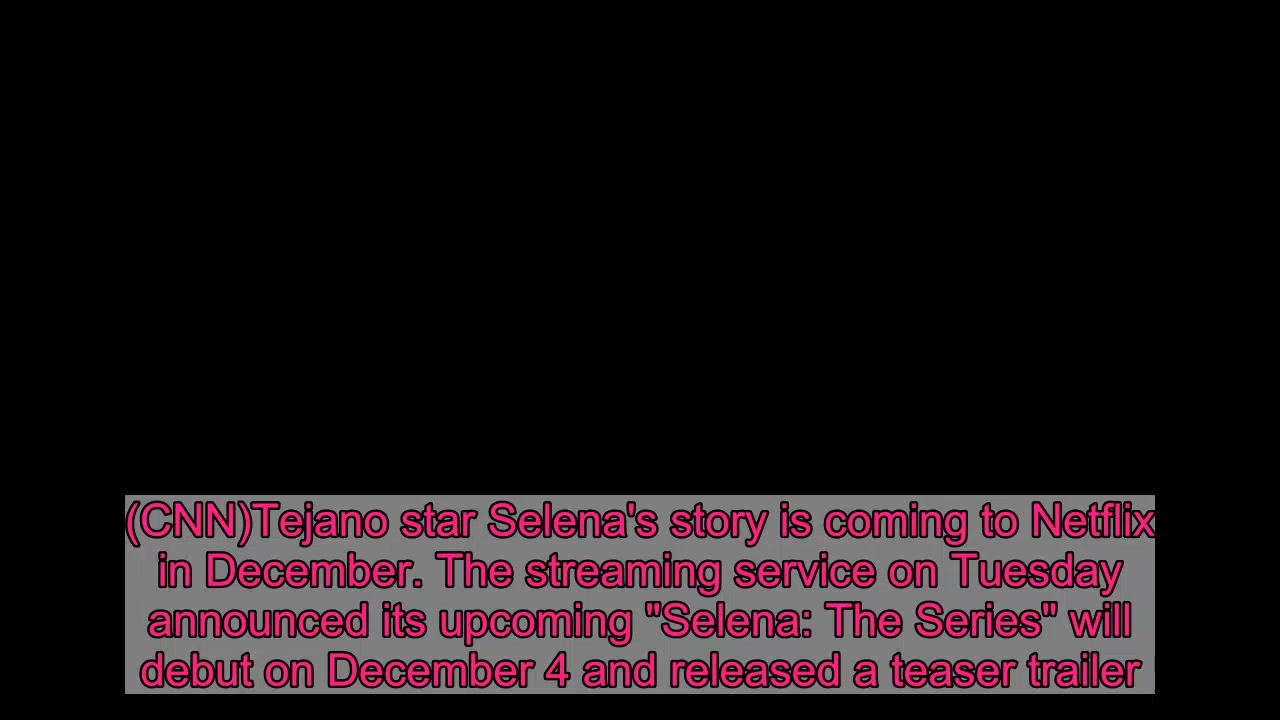 (CNN)Tejano star Selena's story is coming to Netflix
in December. The streaming service on Tuesday
announced its upcoming "Selena: The Series" will
debut on December 4 and released a teaser trailer